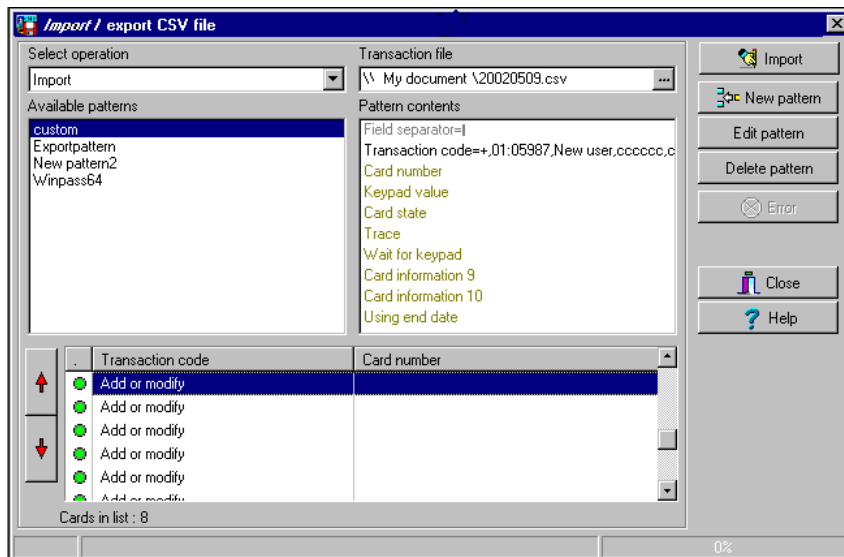 Import / export CSV file
Select operation
Import
Transaction file
\\ My document \20020509.csv
...
Available patterns
custom
Exportpattern
New pattern2
Winpass64
Pattern contents
Field separator=|
Transaction code=+,01:05987,New user,cccccc,c
Card number
Keypad value
Card state
Trace
Wait for keypad
Card information 9
Card information 10
Using end date
Import
New pattern
Edit pattern
Delete pattern
Error
Close
Help
. Transaction code Card number
Add or modify
Add or modify
Add or modify
Add or modify
Add or modify
Add or modify
Cards in list : 8
0%